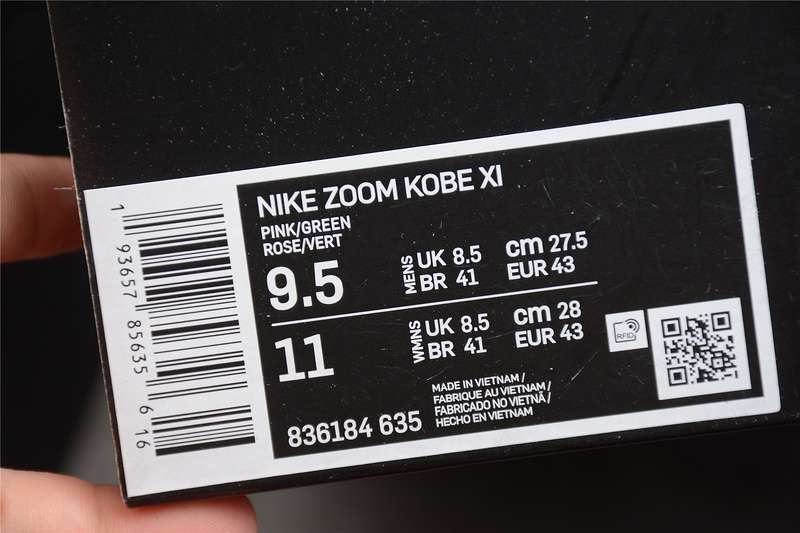 NIKE ZOOM KOBE XI
PINK/GREEN
ROSE/VERT
9.5
MENS
UK 8.5 cm 27.5
BR 41 EUR 43
11
WMNS
UK 8.5 cm 28
BR 41 EUR 43
RFID
836184 635
MADE IN VIETNAM /
FABRIQUE AU VIETNAM /
FABRICADO NO VIETNÃ /
HECHO EN VIETNAM
1 93657 85635 6 16